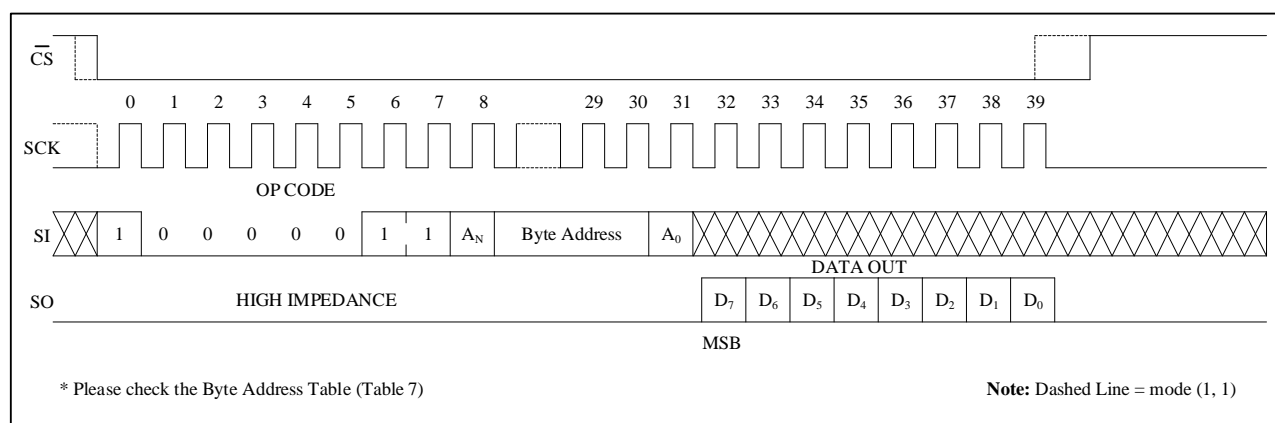 CS
0 1 2 3 4 5 6 7 8 29 30 31 32 33 34 35 36 37 38 39
SCK
OP CODE
SI 1 0 0 0 0 0 1 1 AN Byte Address A0
DATA OUT
SO HIGH IMPEDANCE D7 D6 D5 D4 D3 D2 D1 D0
MSB
* Please check the Byte Address Table (Table 7) Note: Dashed Line = mode (1, 1)